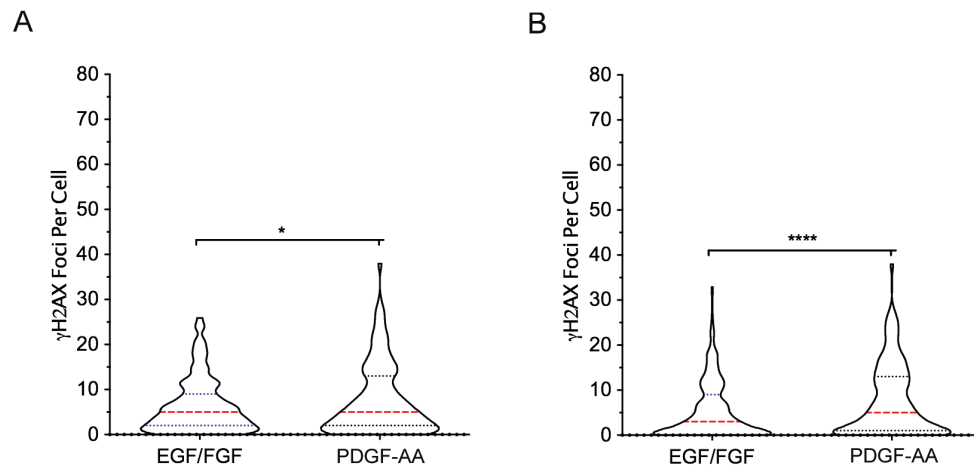 A
γH2AX Foci Per Cell
80
70
60
50
40
30
20
10
0
*
EGF/FGF
PDGF-AA
B
γH2AX Foci Per Cell
80
70
60
50
40
30
20
10
0
****
EGF/FGF
PDGF-AA